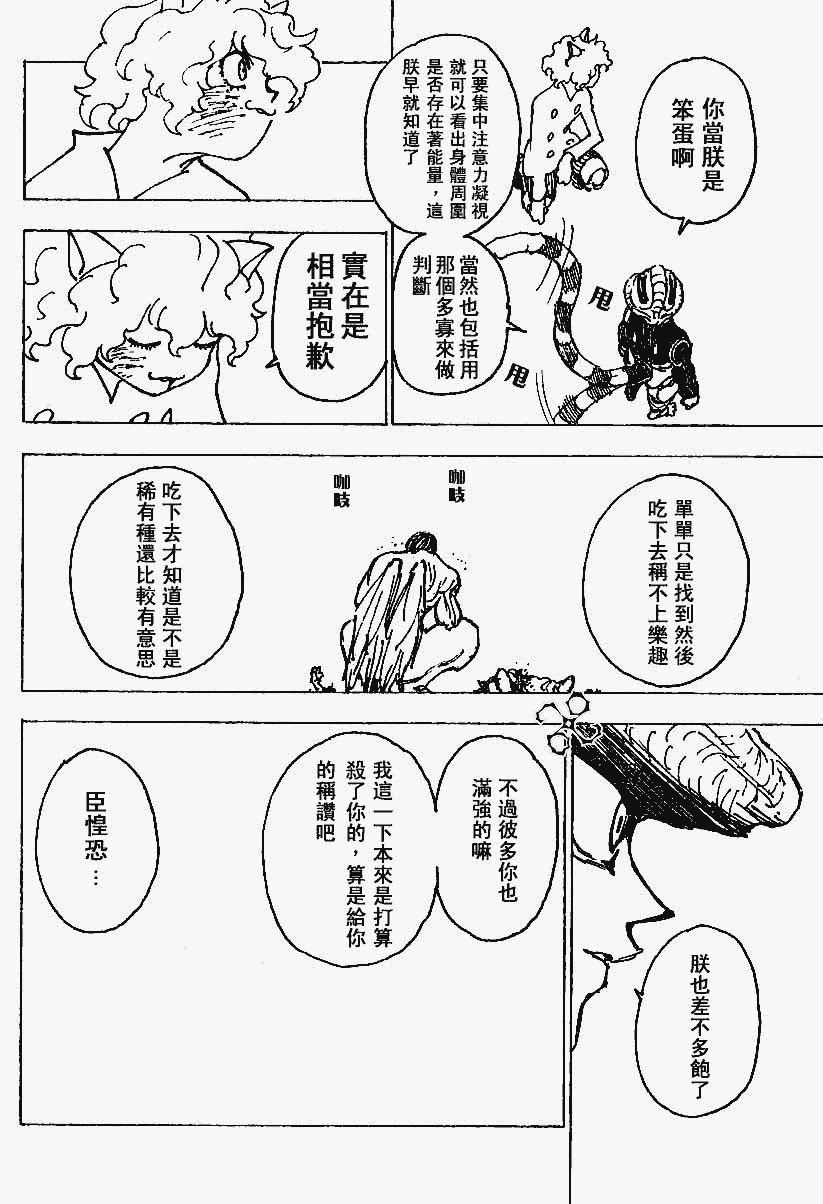 你當朕是
笨蛋啊
只要集中注意力凝視
就可以看出身體周圍
是否存在著能量，這
朕早就知道了
當然也包括用
那個多寡來做
判斷
甩
甩
實在是
相當抱歉
單單只是找到然後
吃下去稱不上樂趣
咖吱
咖吱
吃下去才知道是不是
稀有種還比較有意思
朕也差不多飽了
不過彼多你也
滿強的嘛
我這一下本來是打算
殺了你的，算是給你
的稱讚吧
臣惶恐…